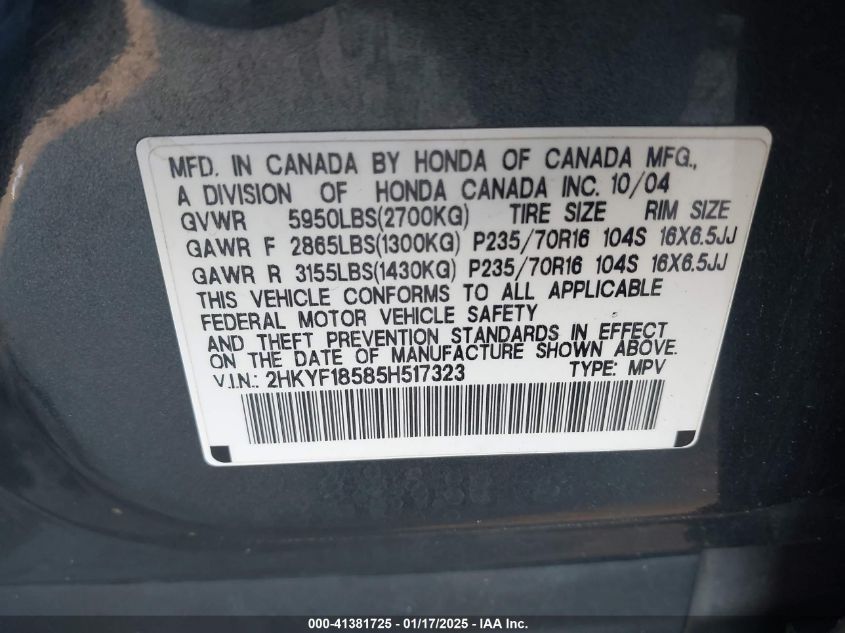 MFD. IN CANADA BY HONDA OF CANADA MFG.,
A DIVISION OF HONDA CANADA INC. 10/04
GVWR 5950LBS(2700KG) TIRE SIZE RIM SIZE
GAWR F 2865LBS(1300KG) P235/70R16 104S 16X6.5JJ
GAWR R 3155LBS(1430KG) P235/70R16 104S 16X6.5JJ
THIS VEHICLE CONFORMS TO ALL APPLICABLE
FEDERAL MOTOR VEHICLE SAFETY
AND THEFT PREVENTION STANDARDS IN EFFECT
ON THE DATE OF MANUFACTURE SHOWN ABOVE.
V.I.N.: 2HKYF18585H517323 TYPE: MPV
000-41381725 - 01/17/2025 - IAA Inc.